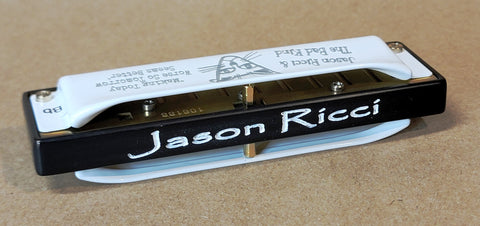 Jason Ricci &
The Bad Kind
"Making Today
Worse So Tomorrow
Seems Better"
Bb
Jason Ricci